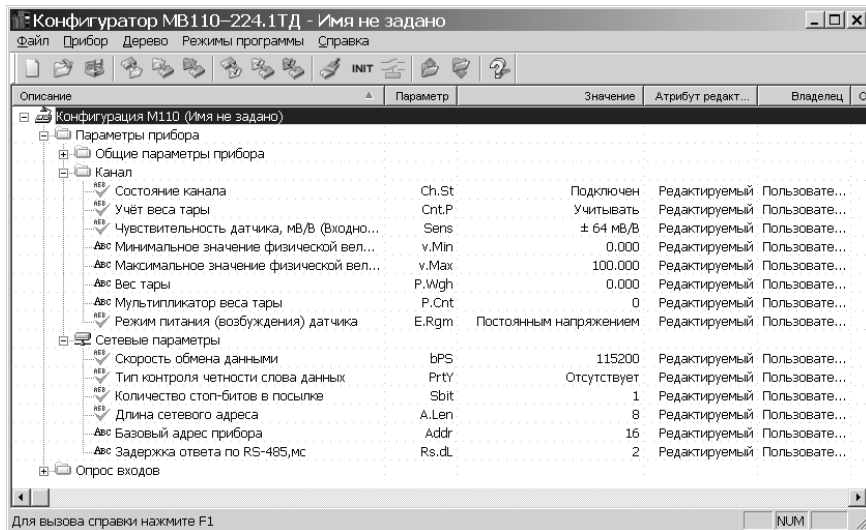 Конфигуратор МВ110–224.1ТД - Имя не задано
Файл Прибор Дерево Режимы программы Справка
INIT
Описание Параметр Значение Атрибут редакт... Владелец О
Конфигурация М110 (Имя не задано)
Параметры прибора
Общие параметры прибора
Канал
Состояние канала Ch.St Подключен Редактируемый Пользовате...
Учёт веса тары Cnt.P Учитывать Редактируемый Пользовате...
Чувствительность датчика, мВ/В (Входно... Sens ± 64 мВ/В Редактируемый Пользовате...
Минимальное значение физической вел... v.Min 0.000 Редактируемый Пользовате...
Максимальное значение физической вел... v.Max 100.000 Редактируемый Пользовате...
Вес тары P.Wgh 0.000 Редактируемый Пользовате...
Мультипликатор веса тары P.Cnt 0 Редактируемый Пользовате...
Режим питания (возбуждения) датчика E.Rgm Постоянным напряжением Редактируемый Пользовате...
Сетевые параметры
Скорость обмена данными bPS 115200 Редактируемый Пользовате...
Тип контроля четности слова данных PrtY Отсутствует Редактируемый Пользовате...
Количество стоп-битов в посылке Sbit 1 Редактируемый Пользовате...
Длина сетевого адреса A.Len 8 Редактируемый Пользовате...
Базовый адрес прибора Addr 16 Редактируемый Пользовате...
Задержка ответа по RS-485,мс Rs.dL 2 Редактируемый Пользовате...
Опрос входов
Для вызова справки нажмите F1 NUM